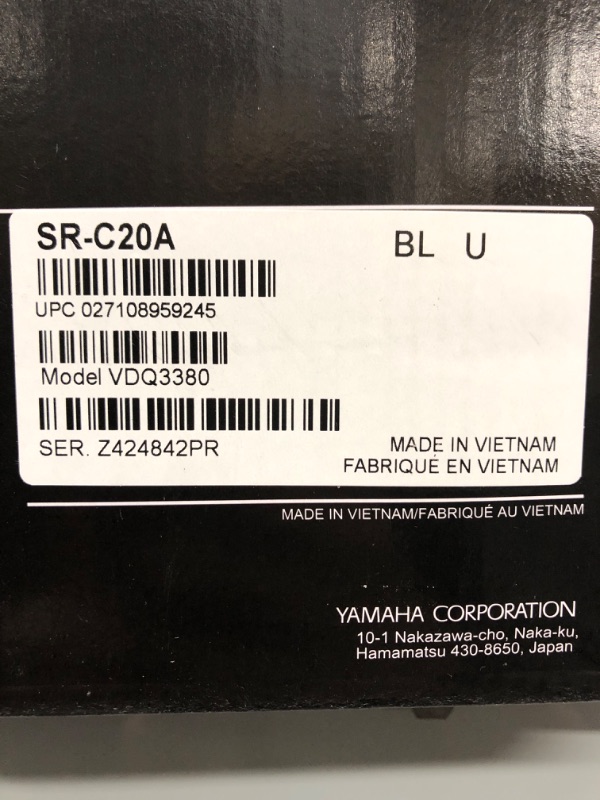 SR-C20A BL U
UPC 027108959245
Model VDQ3380
SER. Z424842PR
MADE IN VIETNAM
FABRIQUÉ EN VIETNAM
MADE IN VIETNAM/FABRIQUÉ AU VIETNAM
YAMAHA CORPORATION
10-1 Nakazawa-cho, Naka-ku,
Hamamatsu 430-8650, Japan